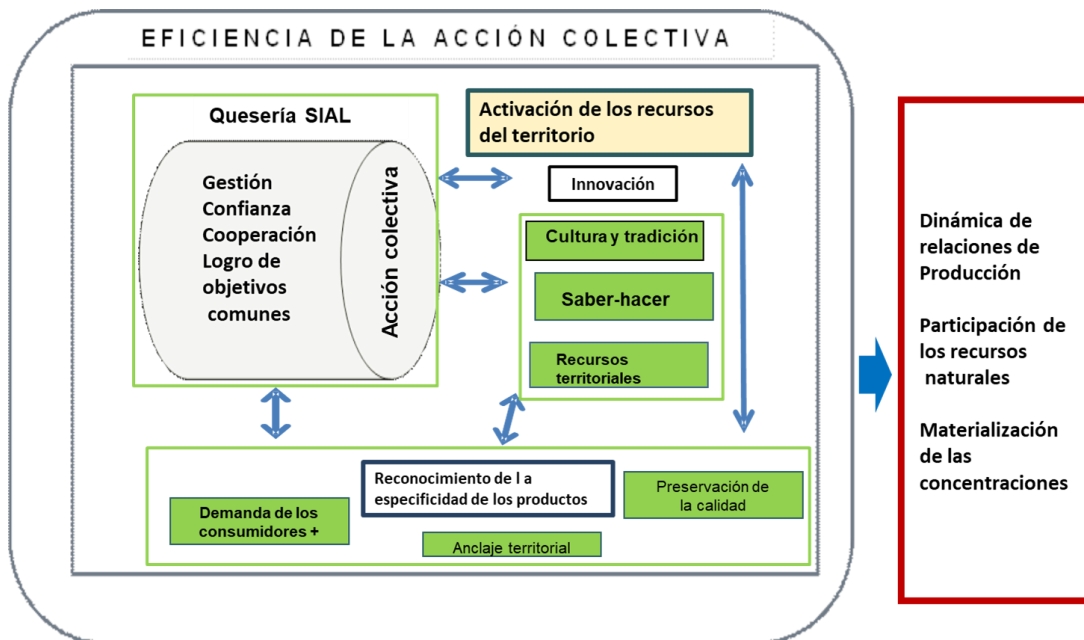 EFICIENCIA DE LA ACCIÓN COLECTIVA
Quesería SIAL
Gestión
Confianza
Cooperación
Logro de
objetivos
comunes
Acción colectiva
Activación de los recursos
del territorio
Innovación
Cultura y tradición
Saber-hacer
Recursos
territoriales
Reconocimiento de l a
especificidad de los productos
Demanda de los
consumidores +
Anclaje territorial
Preservación de
la calidad
Dinámica de
relaciones de
Producción
Participación de
los recursos
naturales
Materialización
de las
concentraciones